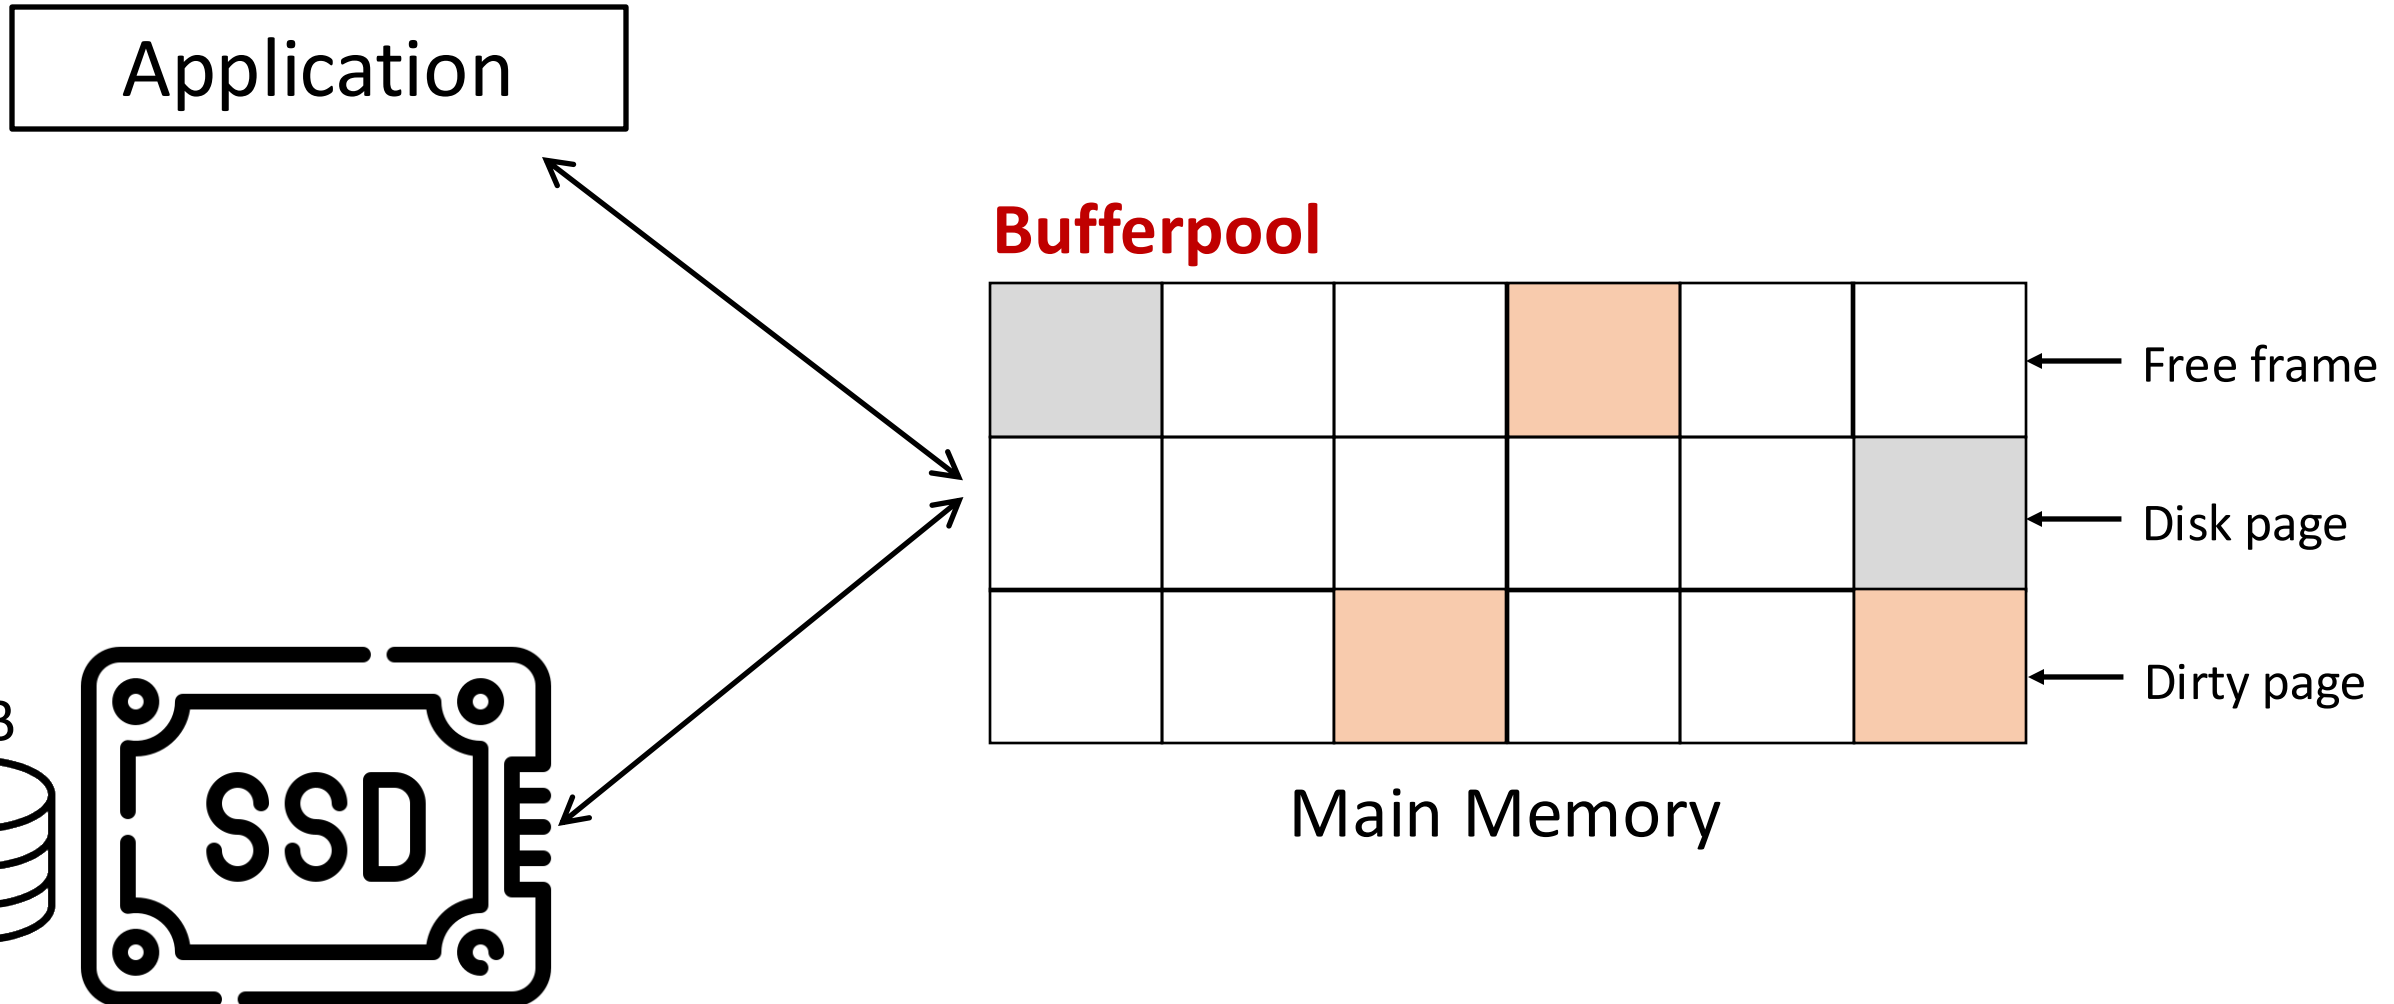 Application
Bufferpool
Free frame
Disk page
Dirty page
Main Memory
B
SSD